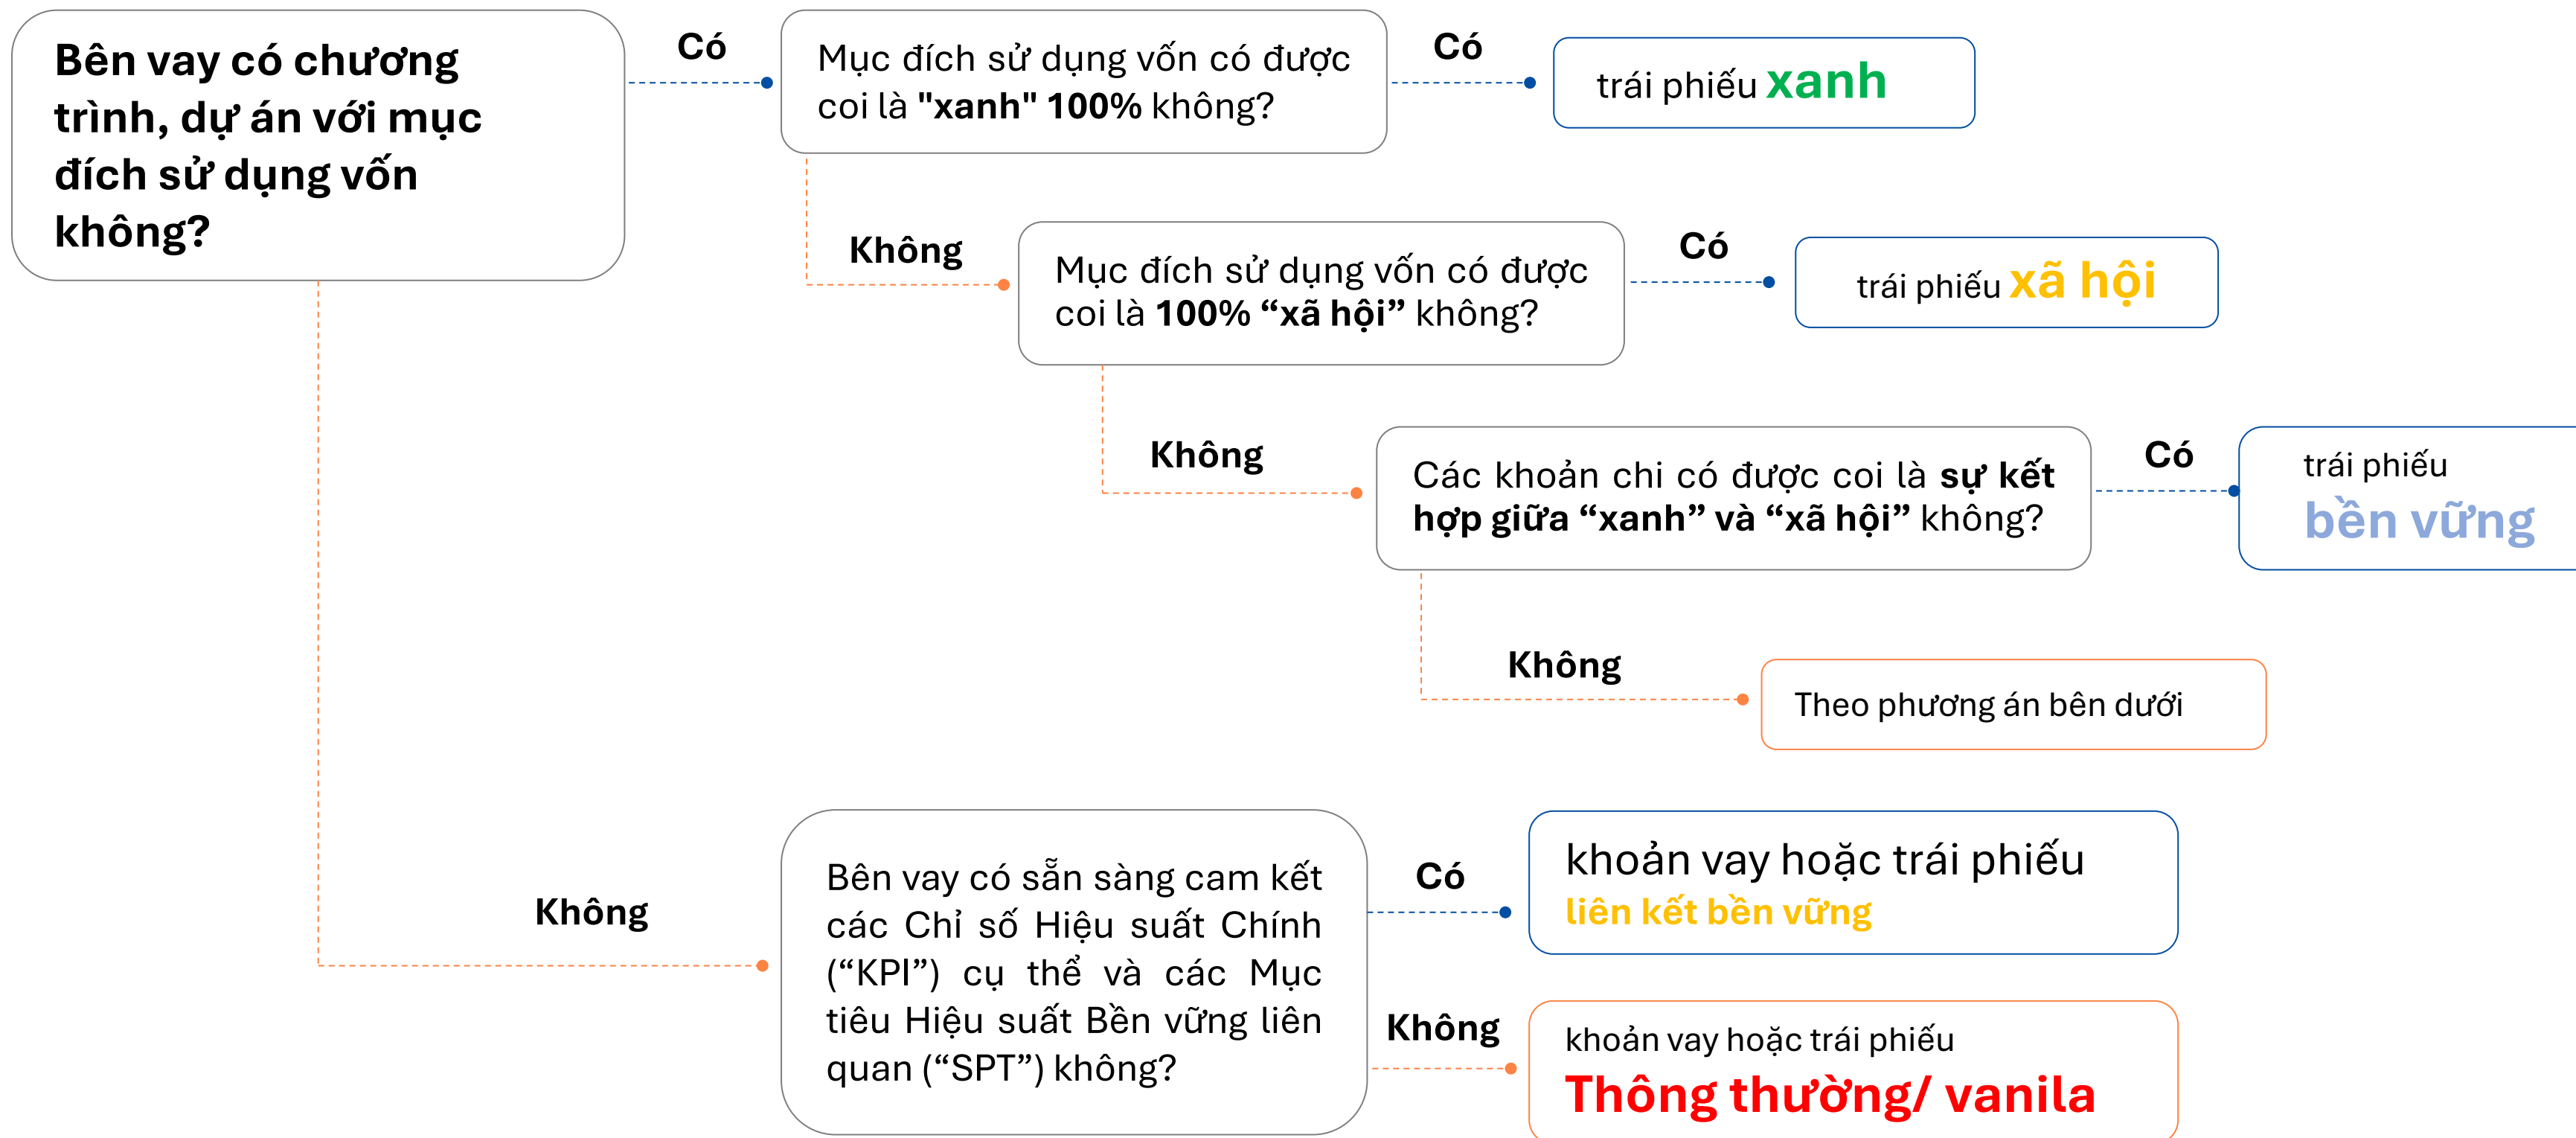 Bên vay có chương
trình, dự án với mục
đích sử dụng vốn
không?
Có
Mục đích sử dụng vốn có được
coi là "xanh" 100% không?
Có
trái phiếu xanh
Không
Mục đích sử dụng vốn có được
coi là 100% “xã hội” không?
Có
trái phiếu xã hội
Không
Các khoản chi có được coi là sự kết
hợp giữa “xanh” và “xã hội” không?
Có
trái phiếu
bền vững
Không
Theo phương án bên dưới
Không
Bên vay có sẵn sàng cam kết
các Chỉ số Hiệu suất Chính
(“KPI”) cụ thể và các Mục
tiêu Hiệu suất Bền vững liên
quan (“SPT”) không?
Có
khoản vay hoặc trái phiếu
liên kết bền vững
Không
khoản vay hoặc trái phiếu
Thông thường/ vanila